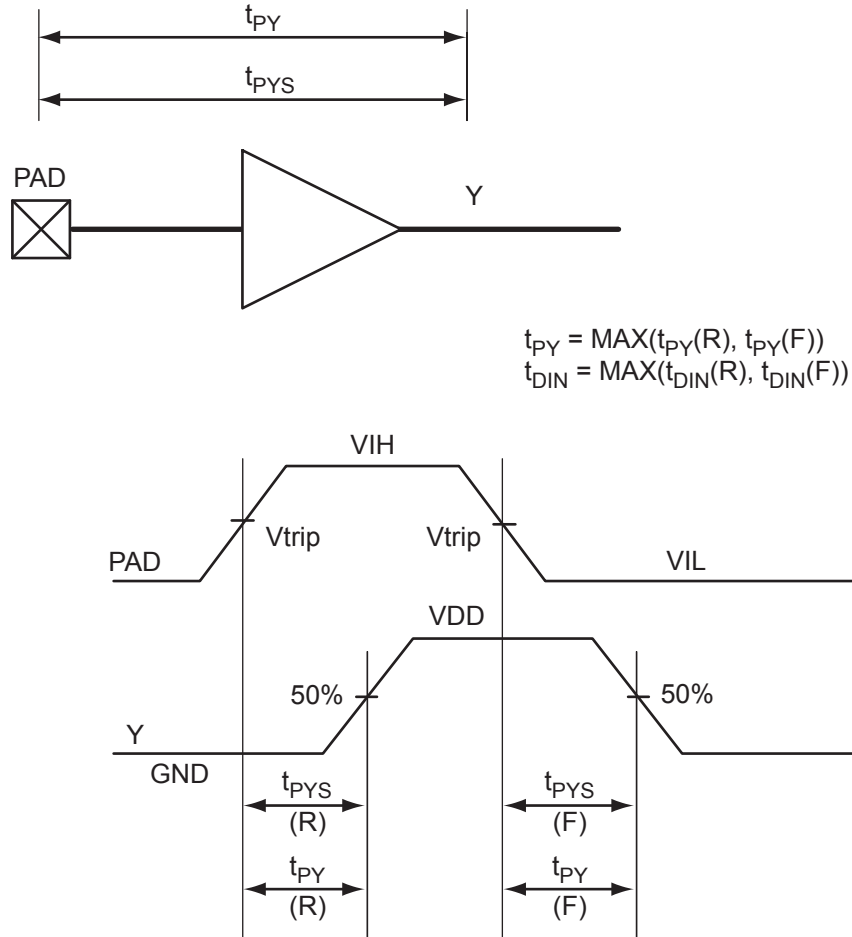 tPY
tPYS
PAD
Y
tPY = MAX(tPY(R), tPY(F))
tDIN = MAX(tDIN(R), tDIN(F))
VIH
Vtrip
Vtrip
PAD
VIL
VDD
50%
50%
Y
GND
tPYS
(R)
tPYS
(F)
tPY
(R)
tPY
(F)